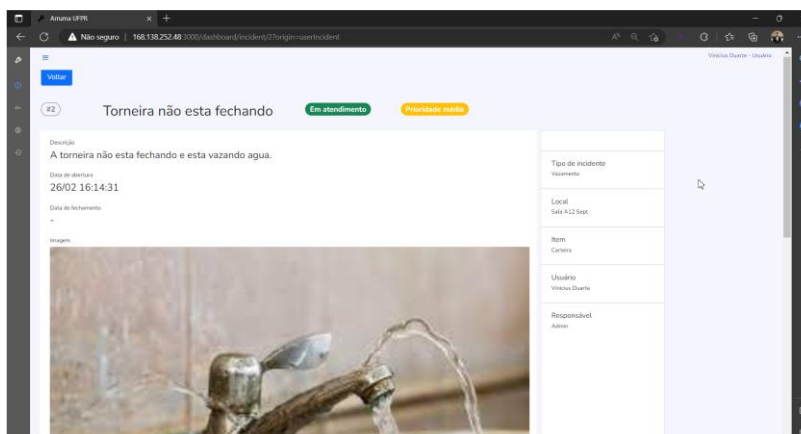 Arruma UFPR
Não seguro 168.138.252.48:3000/dashboard/incident/2?origin=userIncident
Vinicius Duarte - Usuário
Voltar
#2 Torneira não esta fechando Em atendimento Prioridade média
Descrição
A torneira não esta fechando e esta vazando agua.
Data de abertura
26/02 16:14:31
Data de fechamento
-
Imagem
Tipo de incidente
Vazamento
Local
Sala A12 Sept
Item
Carteira
Usuário
Vinicius Duarte
Responsável
Admin